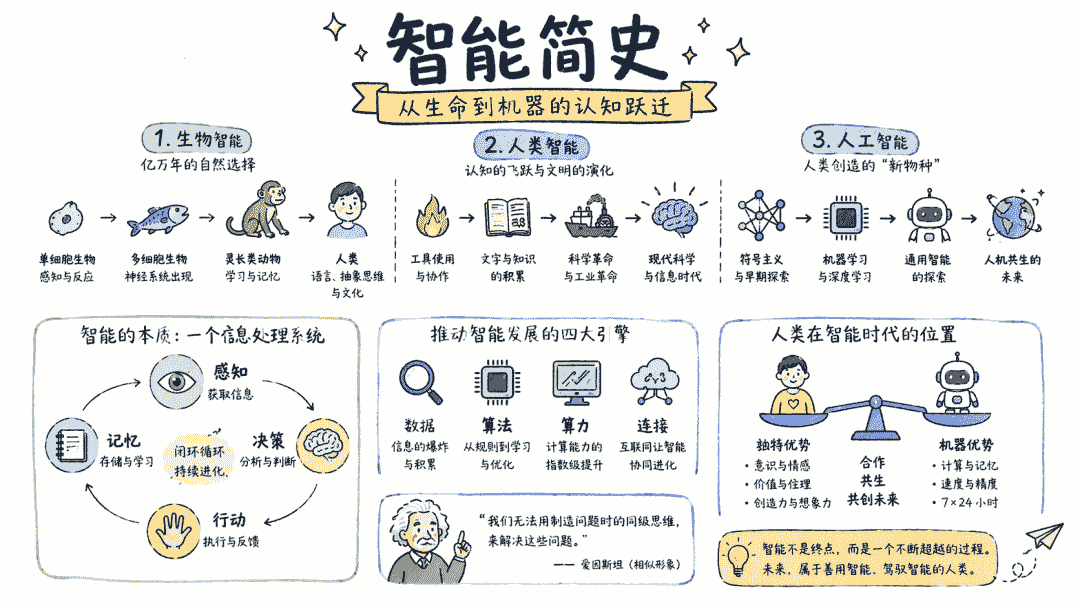 智能简史
从生命到机器的认知跃迁
1. 生物智能
亿万年的自然选择
单细胞生物
感知与反应
多细胞生物
神经系统出现
灵长类动物
学习与记忆
人类
语言、抽象思维
与文化
2. 人类智能
认知的飞跃与文明的演化
工具使用
与协作
文字与知识
的积累
科学革命
与工业革命
现代科学
与信息时代
3. 人工智能
人类创造的“新物种”
符号主义
与早期探索
机器学习
与深度学习
通用智能
的探索
人机共生的
未来
智能的本质：一个信息处理系统
感知
获取信息
决策
分析与判断
行动
执行与反馈
记忆
存储与学习
闭环循环
持续进化
推动智能发展的四大引擎
数据
信息的爆炸
与积累
算法
从规则到学习
与优化
算力
计算能力的
指数级提升
连接
互联网让智能
协同进化
“我们无法用制造问题时的同级思维，
来解决这些问题。”
—— 爱因斯坦（相似形象）
人类在智能时代的位置
独特优势
• 意识与情感
• 价值与住理
• 创造力与想象力
合作
共生
共创未来
机器优势
• 计算与记忆
• 速度与精度
• 7×24 小时
智能不是终点，而是一个不断超越的过程。
未来，属于善用智能、驾驭智能的人类。